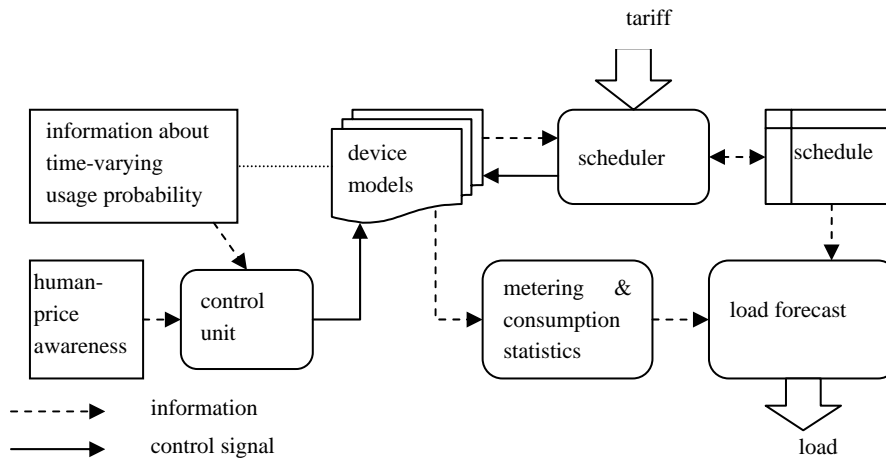 tariff
information about
time-varying
usage probability
device
models
scheduler
schedule
human-
price
awareness
control
unit
metering &
consumption
statistics
load forecast
information
control signal
load